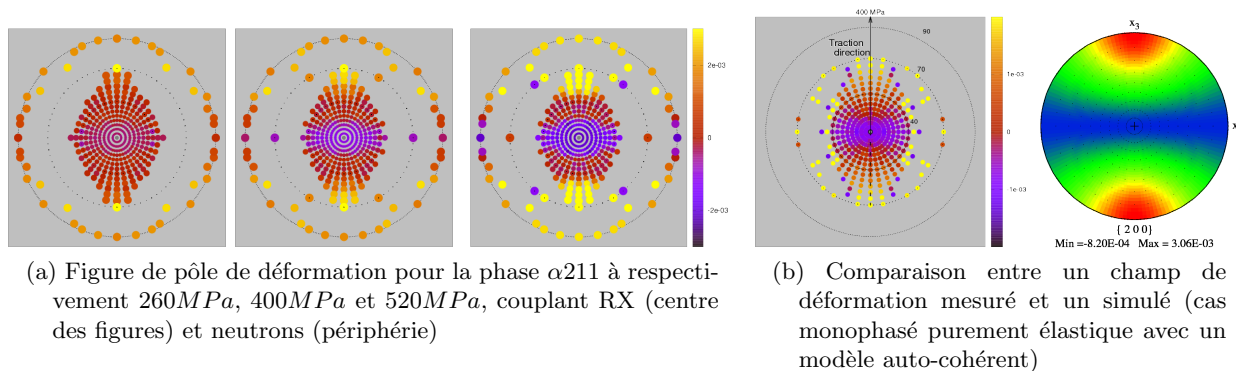 2e-03
0
-2e-03
400 MPa
90
Traction
direction
70
40
1e-03
0
-1e-03
x3
x
{ 2 0 0 }
Min =-8.20E-04 Max = 3.06E-03
(a) Figure de pôle de déformation pour la phase α211 à respecti-
vement 260MPa, 400MPa et 520MPa, couplant RX (centre
des figures) et neutrons (périphérie)
(b) Comparaison entre un champ de
déformation mesuré et un simulé (cas
monophasé purement élastique avec un
modèle auto-cohérent)